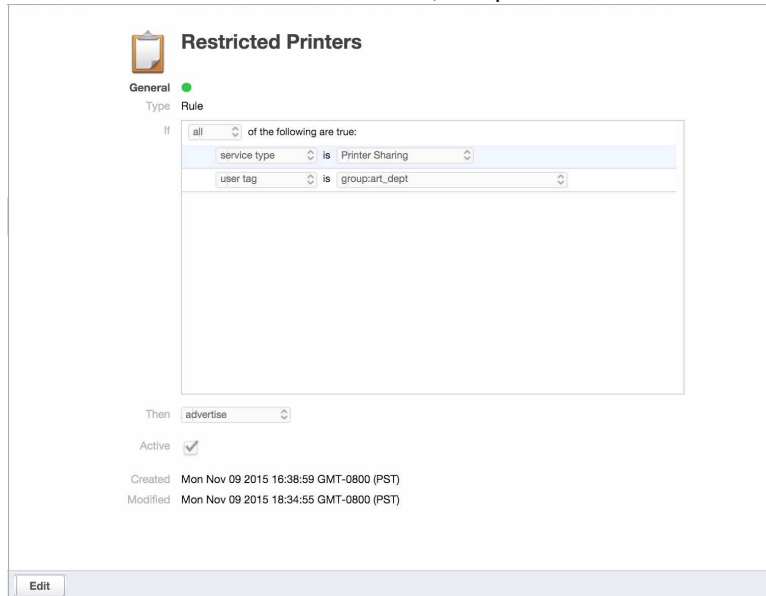 Restricted Printers
General
Type Rule
If all of the following are true:
service type is Printer Sharing
user tag is group:art_dept
Then advertise
Active
Created Mon Nov 09 2015 16:38:59 GMT-0800 (PST)
Modified Mon Nov 09 2015 18:34:55 GMT-0800 (PST)
Edit